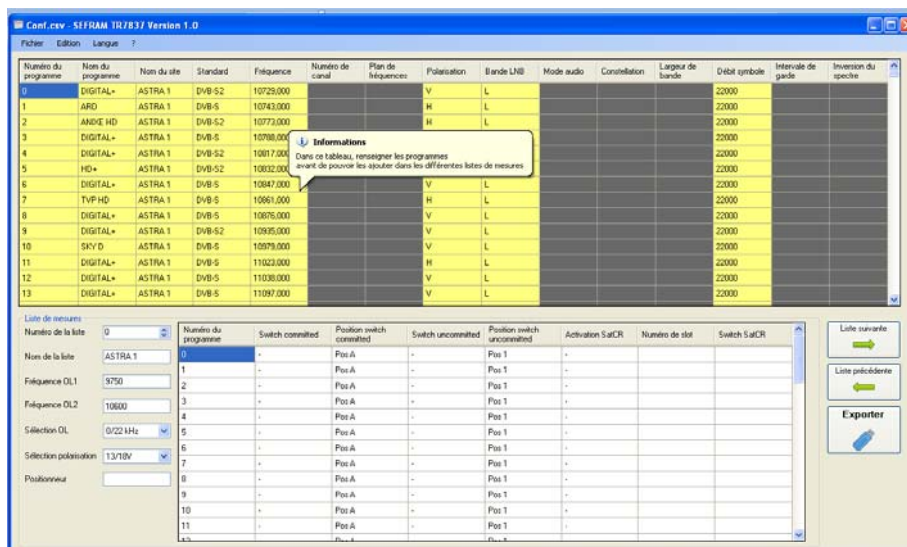 Conf.csv - SEFRAM TR7837 Version 1.0
Fichier Edition Langue ?
Numéro du programme Nom du programme Nom du site Standard Fréquence Numéro de canal Plan de fréquences Polarisation Bande LNB Mode audio Constellation Largeur de bande Débit symbole Intervale de garde Inversion du spectre
0 DIGITAL+ ASTRA 1 DVB-S2 10729,000 V L 22000
1 ARD ASTRA 1 DVB-S 10743,000 H L 22000
2 ANIXE HD ASTRA 1 DVB-S2 10773,000 H L 22000
3 DIGITAL+ ASTRA 1 DVB-S 10788,000 22000
4 DIGITAL+ ASTRA 1 DVB-S2 10817,000 22000
5 HD+ ASTRA 1 DVB-S2 10832,000 22000
6 DIGITAL+ ASTRA 1 DVB-S 10847,000 V L 22000
7 TVP HD ASTRA 1 DVB-S 10861,000 H L 22000
8 DIGITAL+ ASTRA 1 DVB-S 10876,000 V L 22000
9 DIGITAL+ ASTRA 1 DVB-S2 10935,000 V L 22000
10 SKY D ASTRA 1 DVB-S 10979,000 V L 22000
11 DIGITAL+ ASTRA 1 DVB-S 11023,000 H L 22000
12 DIGITAL+ ASTRA 1 DVB-S 11038,000 V L 22000
13 DIGITAL+ ASTRA 1 DVB-S 11097,000 V L 22000
Informations
Dans ce tableau, renseigner les programmes
avant de pouvoir les ajouter dans les différentes listes de mesures
Liste de mesures
Numéro de la liste 0
Nom de la liste ASTRA 1
Fréquence OL1 9750
Fréquence OL2 10600
Sélection OL 0/22 kHz
Sélection polarisation 13/18V
Positionneur
Numéro du programme Switch committed Position switch committed Switch uncommitted Position switch uncommitted Activation SatCR Numéro de slot Switch SatCR
0 - Pos A - Pos 1 -
1 - Pos A - Pos 1 -
2 - Pos A - Pos 1 -
3 - Pos A - Pos 1 -
4 - Pos A - Pos 1 -
5 - Pos A - Pos 1 -
6 - Pos A - Pos 1 -
7 - Pos A - Pos 1 -
8 - Pos A - Pos 1 -
9 - Pos A - Pos 1 -
10 - Pos A - Pos 1 -
11 - Pos A - Pos 1 -
Liste suivante
Liste précédente
Exporter